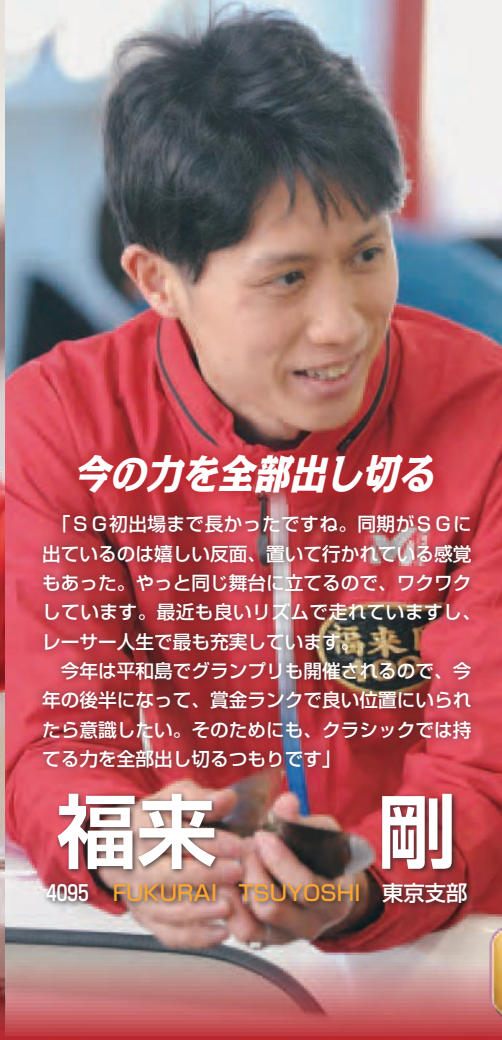 今の力を全部出し切る
「ＳＧ初出場まで長かったですね。同期がＳＧに
出ているのは嬉しい反面、置いて行かれている感覚
もあった。やっと同じ舞台に立てるので、ワクワク
しています。最近も良いリズムで走れていますし、
レーサー人生で最も充実しています。
今年は平和島でグランプリも開催されるので、今
年の後半になって、賞金ランクで良い位置にいられ
たら意識したい。そのためにも、クラシックでは持
てる力を全部出し切るつもりです」
福来　剛
4095 FUKURAI TSUYOSHI 東京支部